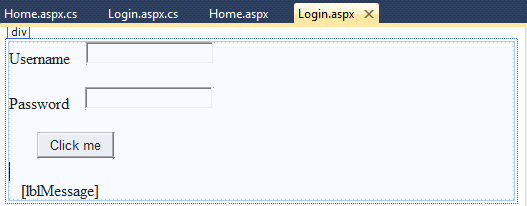 Home.aspx.cs Login.aspx.cs Home.aspx Login.aspx
div
Username
Password
Click me
[lblMessage]